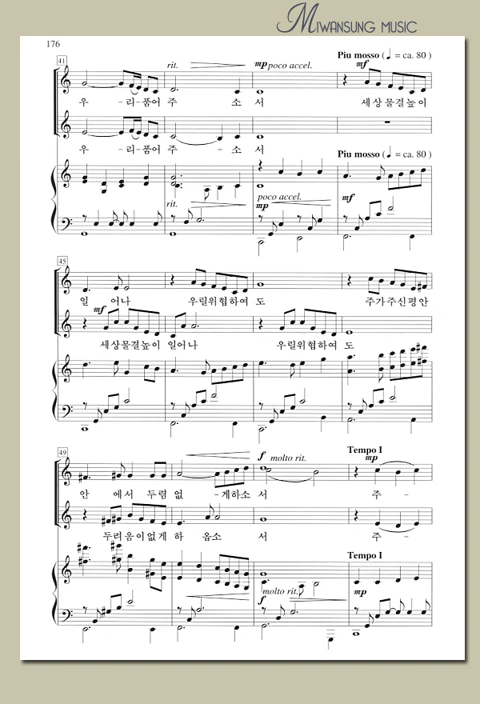 MIWANSUNG MUSIC
176
Piu mosso (♩ = ca. 80 )
41
rit.
mp poco accel.
mf
우 - 리품어 주 - 소 서 세상물결높이
우 - 리품어 주 - 소 서
Piu mosso (♩ = ca. 80 )
rit.
poco accel.
mp
mf
45
일 어나 우릴위협하여 도 주가주신평안
mf
세상물결높이 일어나 우릴위협하여 도
49
f molto rit.
Tempo I
mp
안 에서 두렴 없 - 게하소 서 주 -
두려움이없게 하 옵소 서 주 -
Tempo I
molto rit.
f
mp